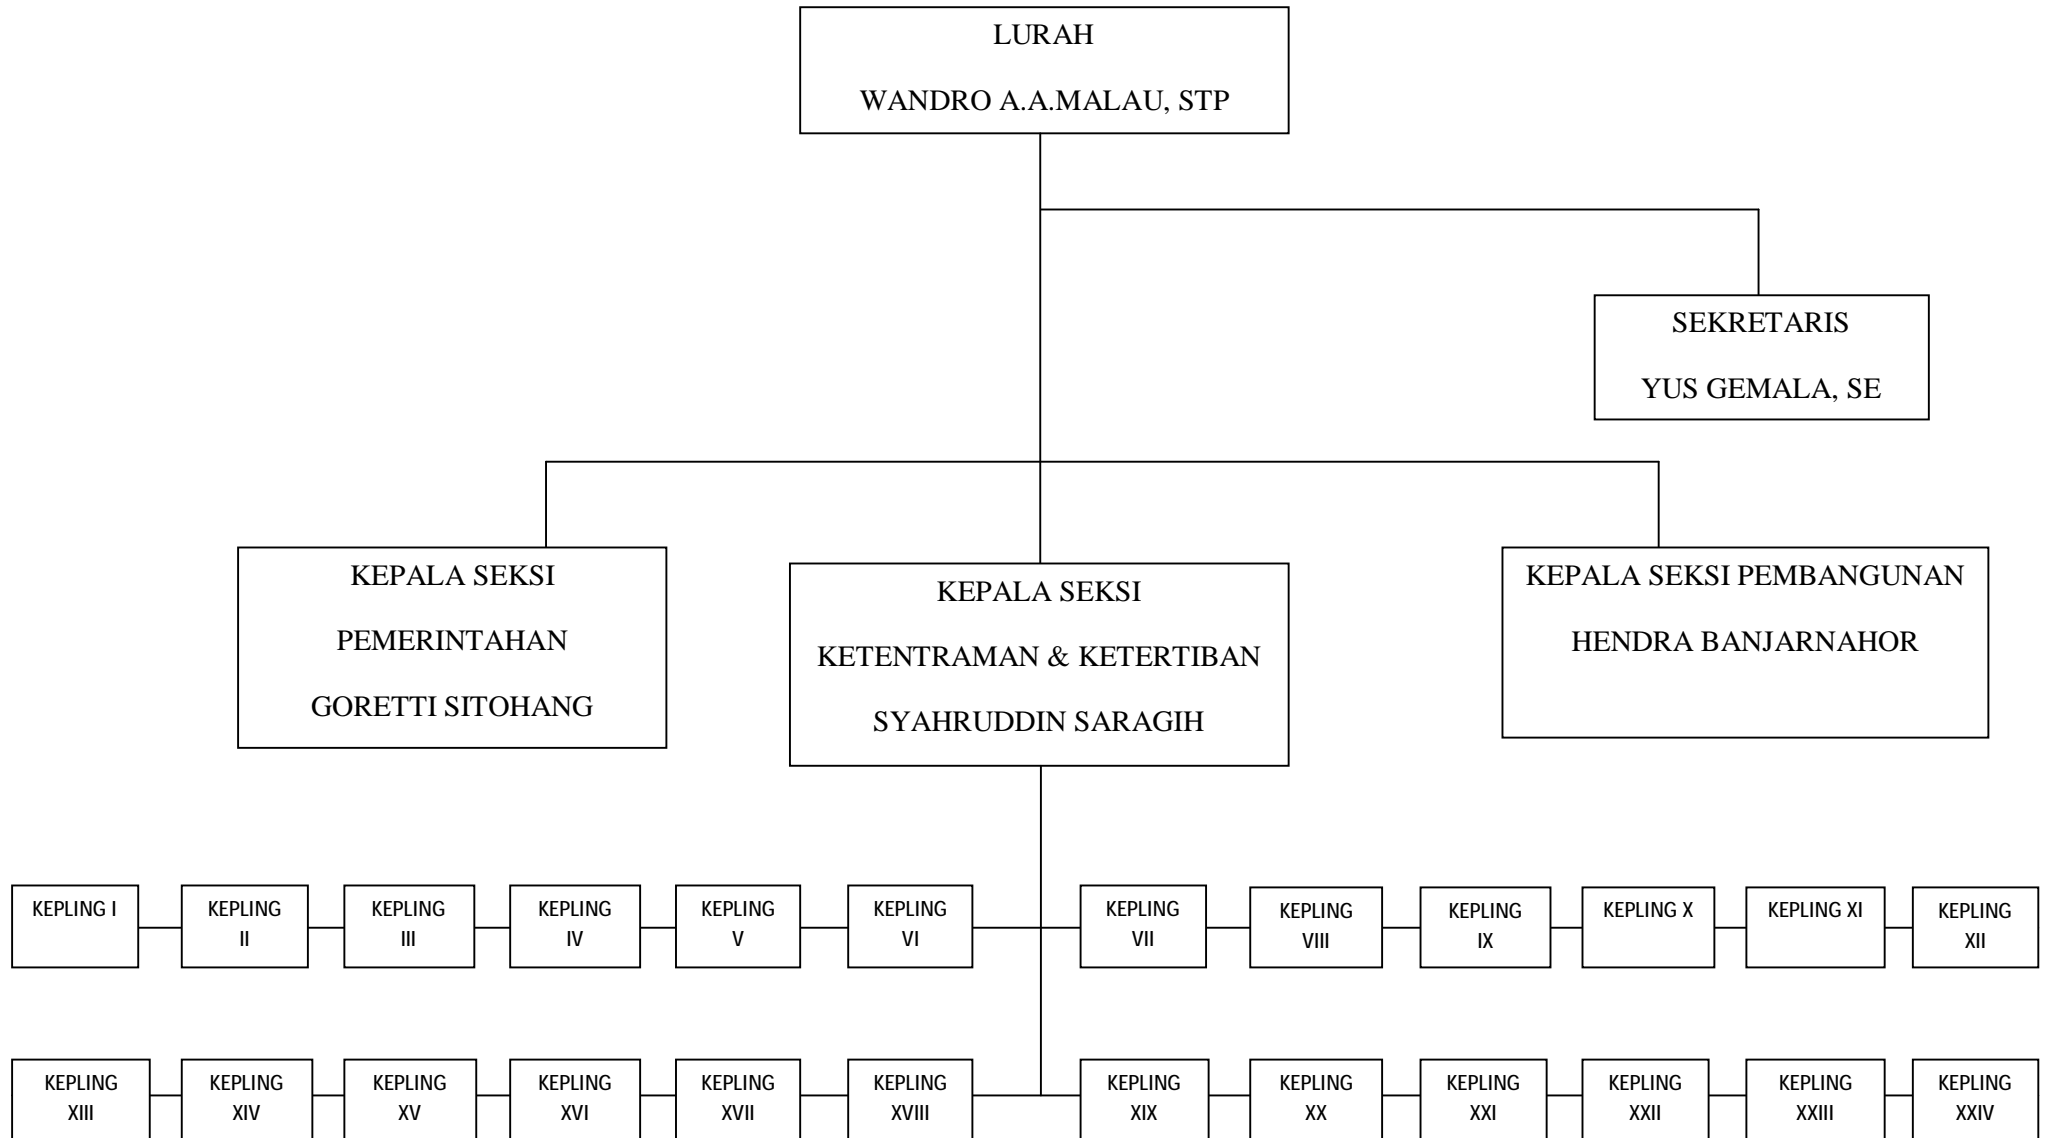 LURAH
WANDRO A.A.MALAU, STP
SEKRETARIS
YUS GEMALA, SE
KEPALA SEKSI
PEMERINTAHAN
GORETTI SITOHANG
KEPALA SEKSI
KETENTRAMAN & KETERTIBAN
SYAHRUDDIN SARAGIH
KEPALA SEKSI PEMBANGUNAN
HENDRA BANJARNAHOR
KEPLING I
KEPLING
II
KEPLING
III
KEPLING
IV
KEPLING
V
KEPLING
VI
KEPLING
VII
KEPLING
VIII
KEPLING
IX
KEPLING X
KEPLING XI
KEPLING
XII
KEPLING
XIII
KEPLING
XIV
KEPLING
XV
KEPLING
XVI
KEPLING
XVII
KEPLING
XVIII
KEPLING
XIX
KEPLING
XX
KEPLING
XXI
KEPLING
XXII
KEPLING
XXIII
KEPLING
XXIV